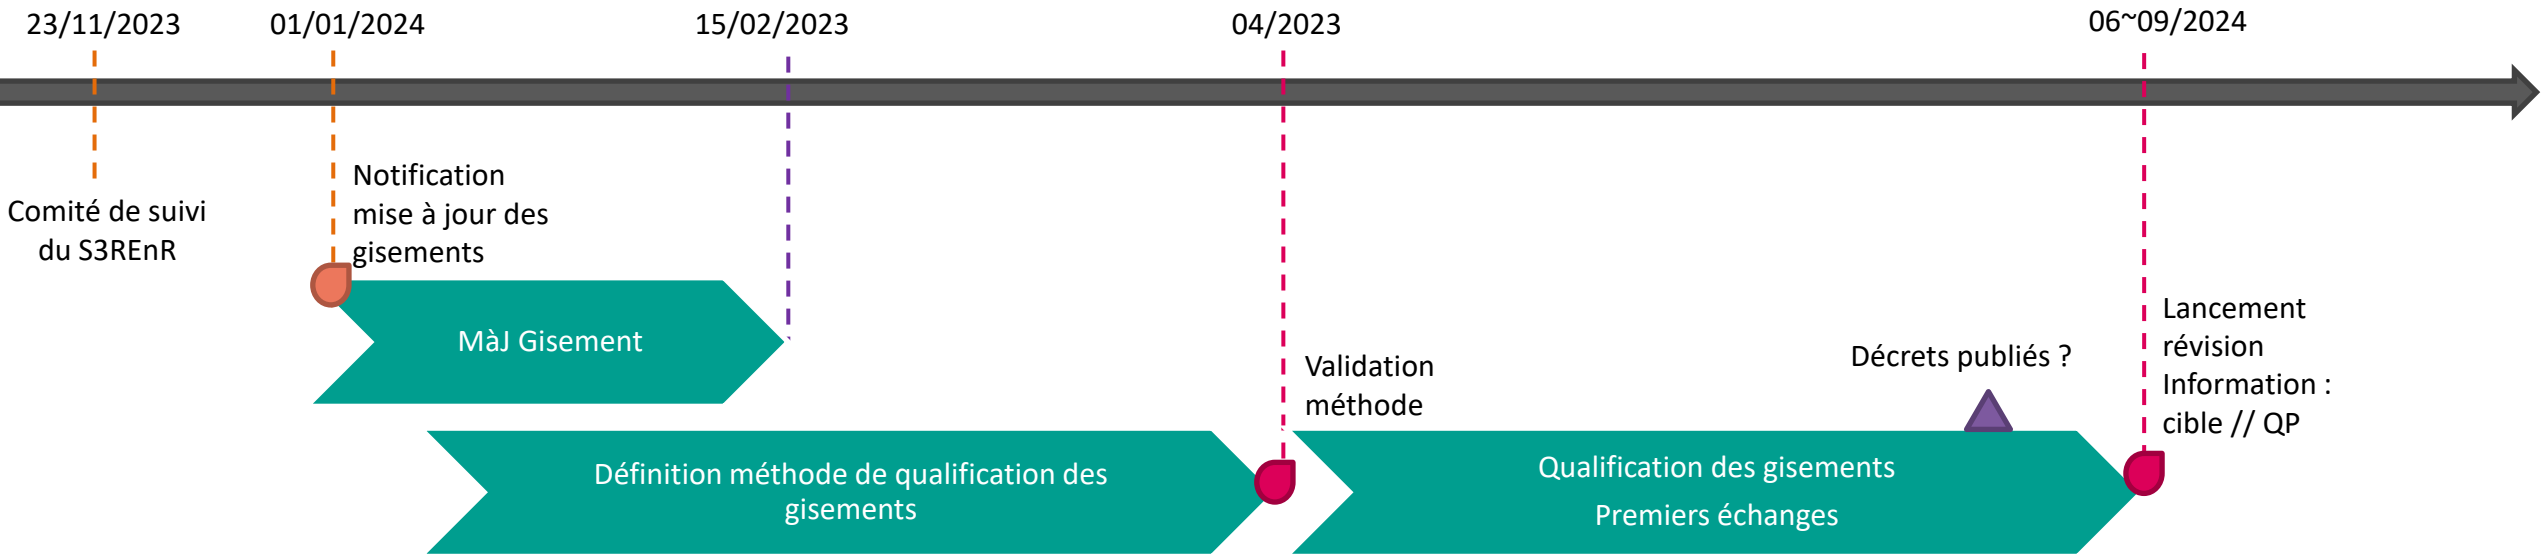 23/11/2023
01/01/2024
15/02/2023
04/2023
06~09/2024
Comité de suivi
du S3REnR
Notification
mise à jour des
gisements
MàJ Gisement
Définition méthode de qualification des
gisements
Validation
méthode
Qualification des gisements
Premiers échanges
Décrets publiés ?
Lancement
révision
Information :
cible // QP